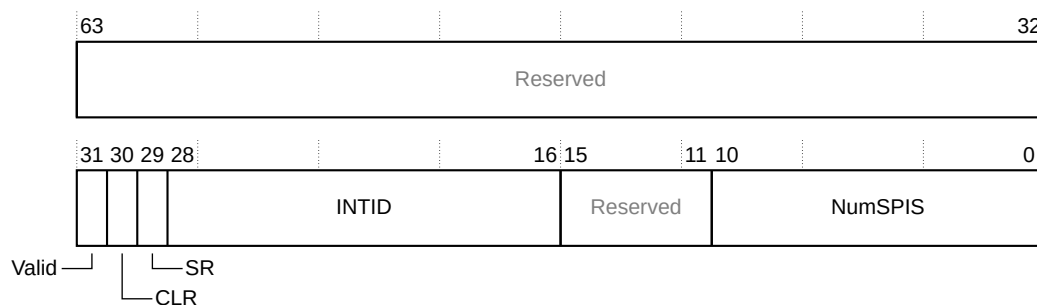 63 32
Reserved
31 30 29 28 16 15 11 10 0
INTID Reserved NumSPIS
Valid SR
CLR